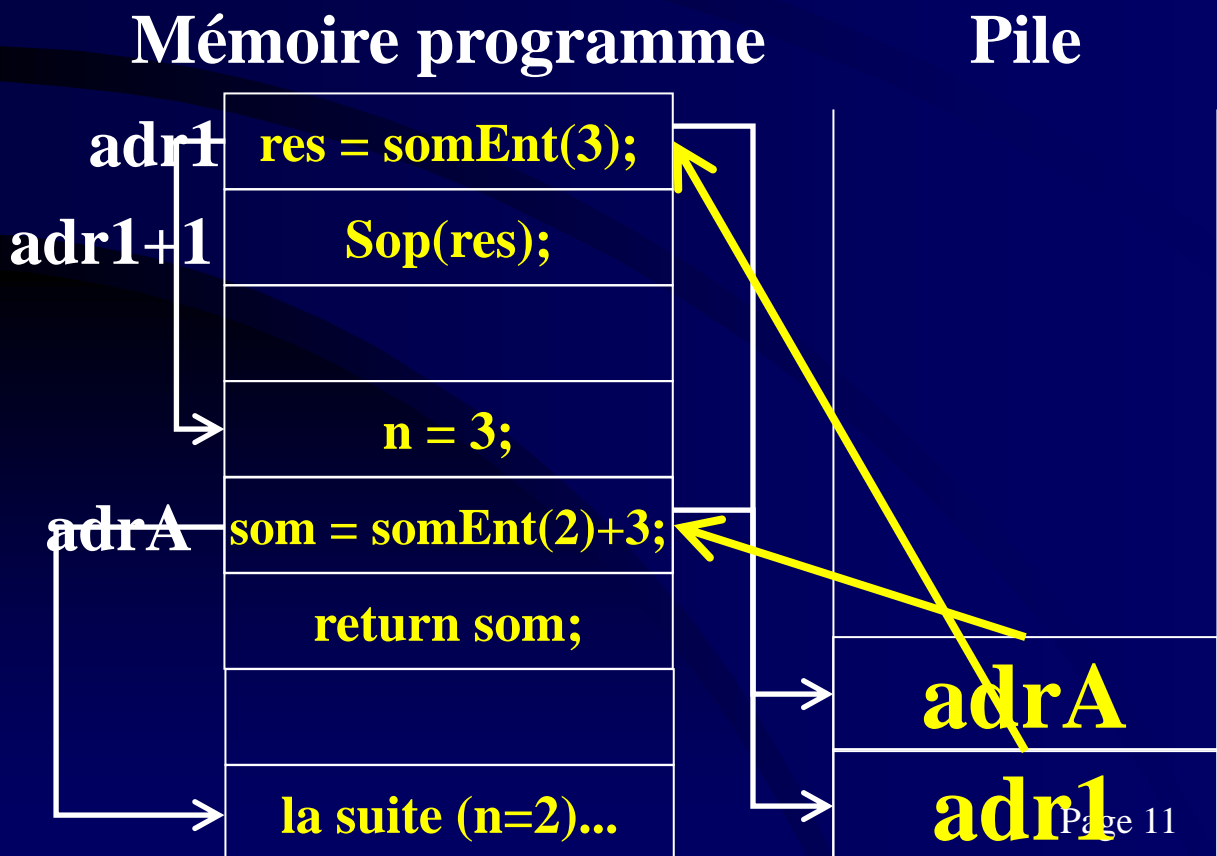 Mémoire programme Pile
adr1 res = somEnt(3);
adr1+1 Sop(res);
n = 3;
adrA som = somEnt(2)+3;
return som;
adrA
la suite (n=2)...
adr1
Page 11